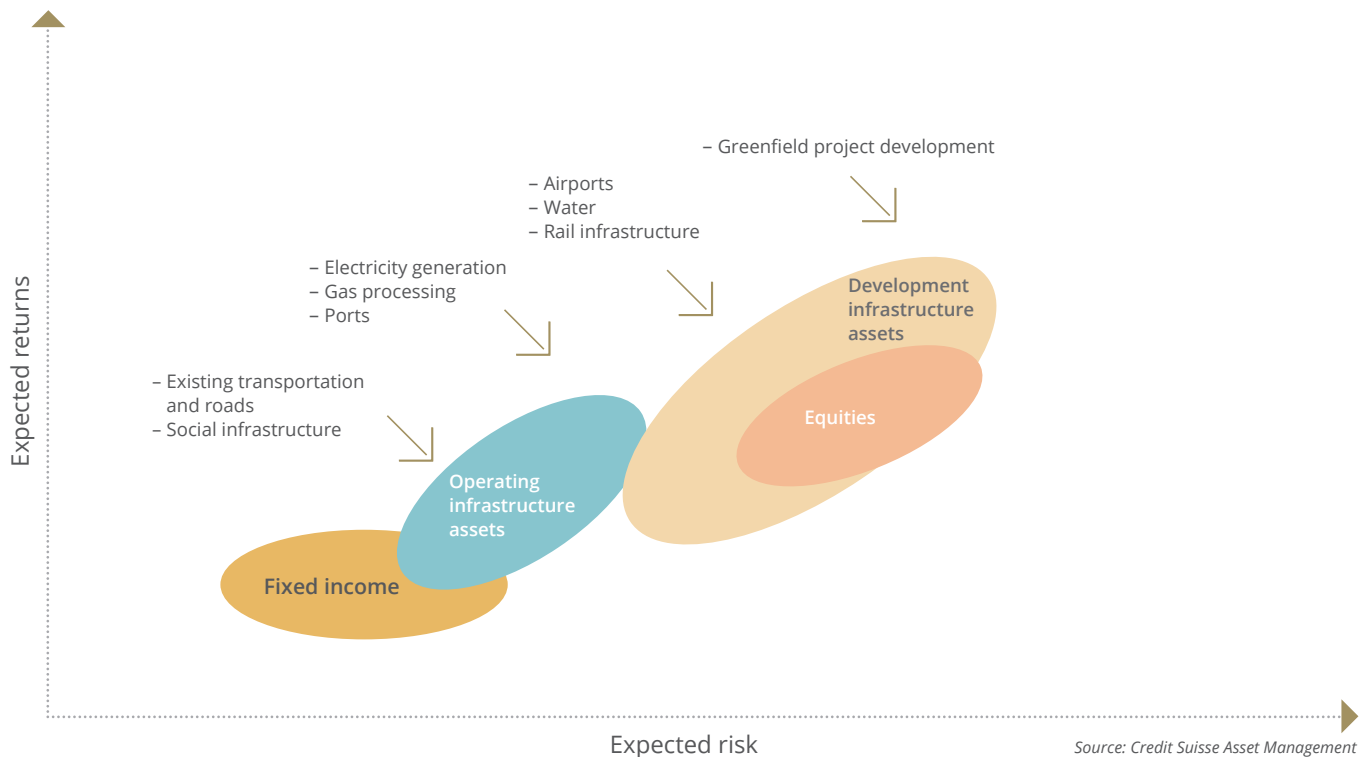 – Greenfield project development
– Airports
– Water
– Rail infrastructure
– Electricity generation
– Gas processing
– Ports
– Existing transportation
and roads
– Social infrastructure
Development
infrastructure
assets
Equities
Operating
infrastructure
assets
Fixed income
Expected returns
Expected risk
Source: Credit Suisse Asset Management